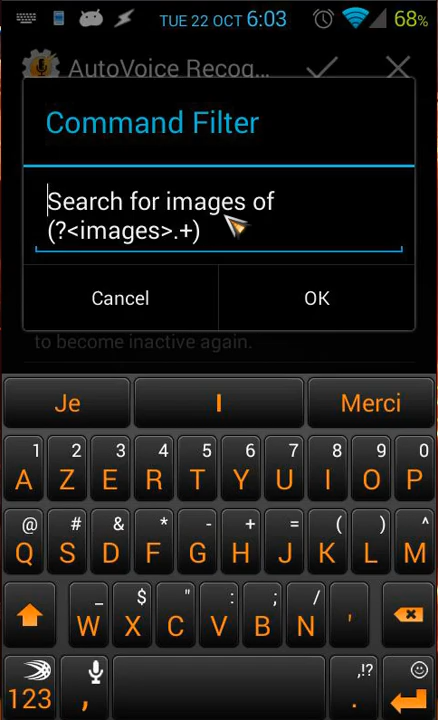 TUE 22 OCT 6:03 68%
AutoVoice Recog...
Command Filter
Search for images of
(?<images>.+)
Cancel OK
to become inactive again.
Je I Merci
1 2 3 4 5 6 7 8 9 0
A Z E R T Y U I O P
@ # & * - + = ( ) ^
Q S D F G H J K L M
_ $ " : ; /
W X C V B N '
,!?
123 , .